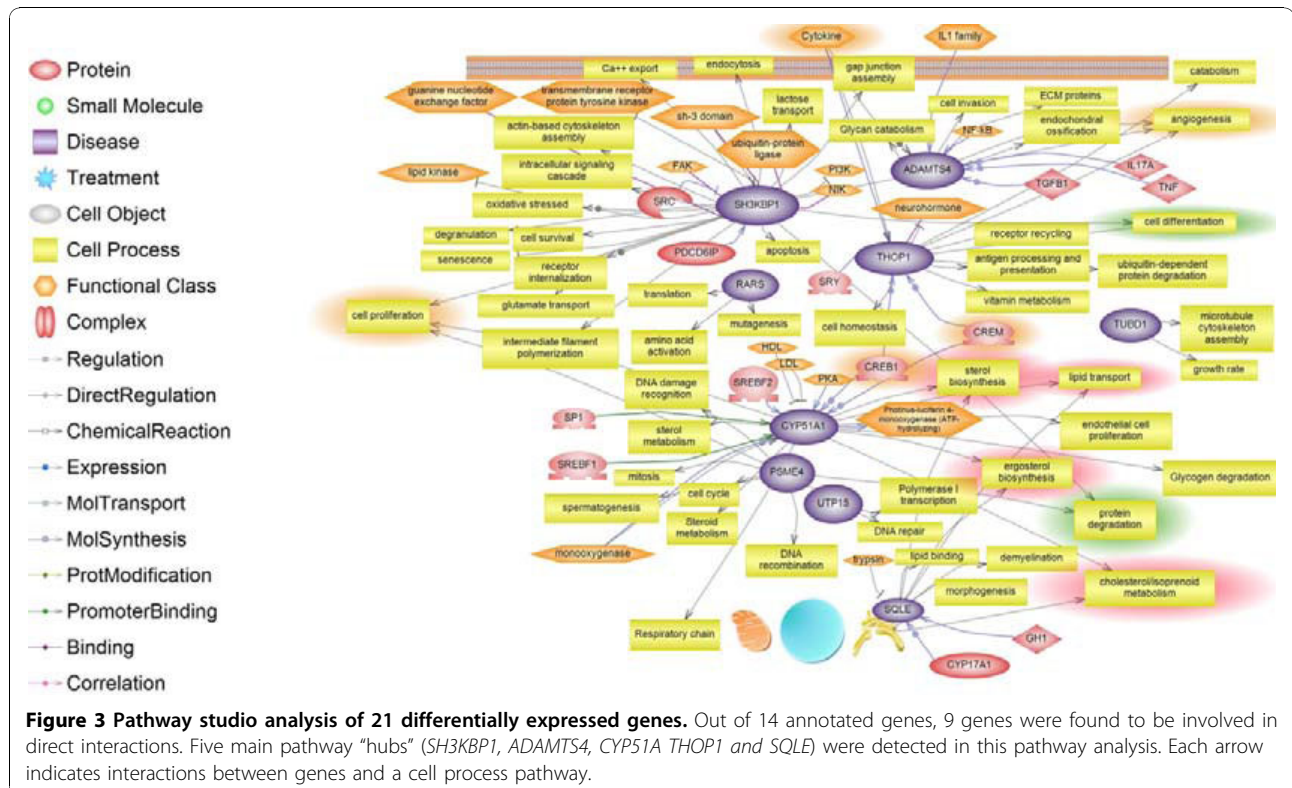 Protein
Small Molecule
Disease
Treatment
Cell Object
Cell Process
Functional Class
Complex
Regulation
DirectRegulation
ChemicalReaction
Expression
MolTransport
MolSynthesis
ProtModification
PromoterBinding
Binding
Correlation
Cytokine
IL1 family
Ca++ export
endocytosis
gap junction
assembly
catabolism
guanine nucleotide
exchange factor
transmembrane receptor
protein tyrosine kinase
lactose
transport
cell invasion
ECM proteins
sh-3 domain
actin-based cytoskeleton
assembly
Glycan catabolism
NF-kB
endochondral
ossification
angiogenesis
ubiquitin-protein
ligase
intracellular signaling
cascade
FAK
PI3K
NIK
ADAMTS4
IL17A
TNF
TGFB1
lipid kinase
oxidative stressed
SRC
SH3KBP1
neurohormone
cell differentiation
degranulation
cell survival
receptor recycling
senescence
receptor
internalization
PDCD6IP
apoptosis
THOP1
antigen processing and
presentation
ubiquitin-dependent
protein degradation
SRY
vitamin metabolism
glutamate transport
translation
RARS
cell proliferation
mutagenesis
cell homeostasis
CREM
TUBD1
microtubule
cytoskeleton
assembly
intermediate filament
polymerization
amino acid
activation
HDL
LDL
PKA
CREB1
growth rate
DNA damage
recognition
SREBF2
sterol
biosynthesis
lipid transport
SP1
CYP51A1
Photinus-luciferin 4-
monooxygenase (ATP-
hydrolyzing)
endothelial cell
proliferation
sterol
metabolism
SREBF1
mitosis
PSME4
ergosterol
biosynthesis
Glycogen degradation
spermatogenesis
cell cycle
Steroid
metabolism
UTP15
Polymerase I
transcription
protein
degradation
DNA repair
monooxygenase
DNA
recombination
trypsin
lipid binding
demyelination
cholesterol/isoprenoid
metabolism
morphogenesis
SQLE
Respiratory chain
GH1
CYP17A1
Figure 3 Pathway studio analysis of 21 differentially expressed genes. Out of 14 annotated genes, 9 genes were found to be involved in
direct interactions. Five main pathway “hubs” (SH3KBP1, ADAMTS4, CYP51A THOP1 and SQLE) were detected in this pathway analysis. Each arrow
indicates interactions between genes and a cell process pathway.